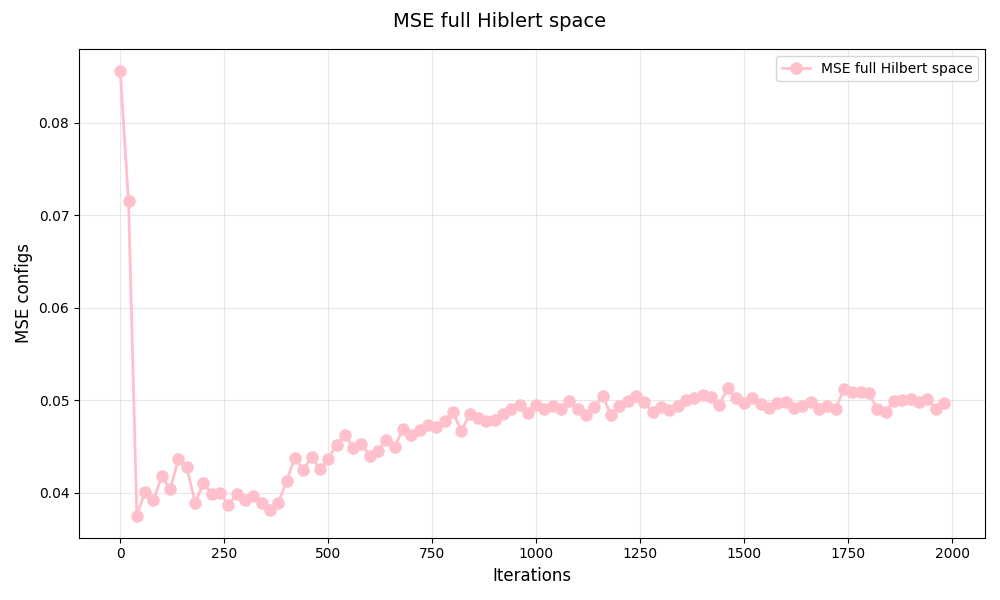 MSE full Hiblert space
MSE full Hilbert space
0.08
0.07
0.06
0.05
0.04
MSE configs
0 250 500 750 1000 1250 1500 1750 2000
Iterations